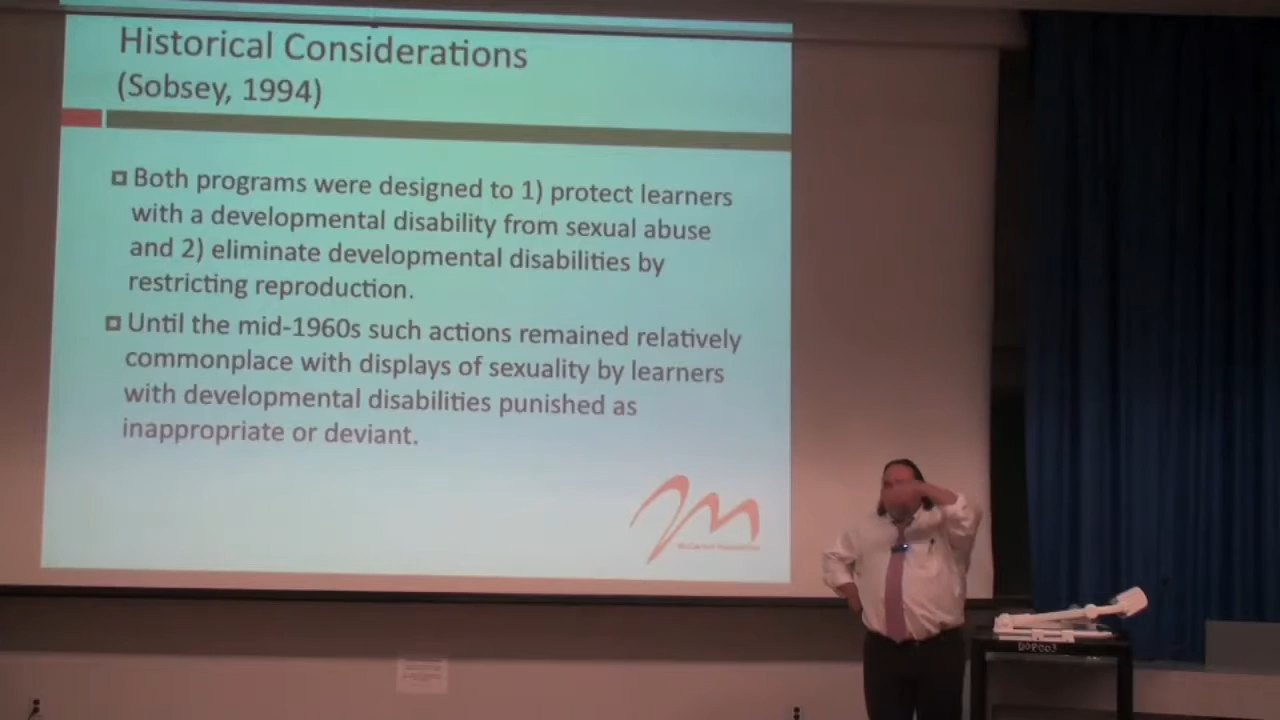 Historical Considerations
(Sobsey, 1994)
Both programs were designed to 1) protect learners
with a developmental disability from sexual abuse
and 2) eliminate developmental disabilities by
restricting reproduction.
Until the mid-1960s such actions remained relatively
commonplace with displays of sexuality by learners
with developmental disabilities punished as
inappropriate or deviant.